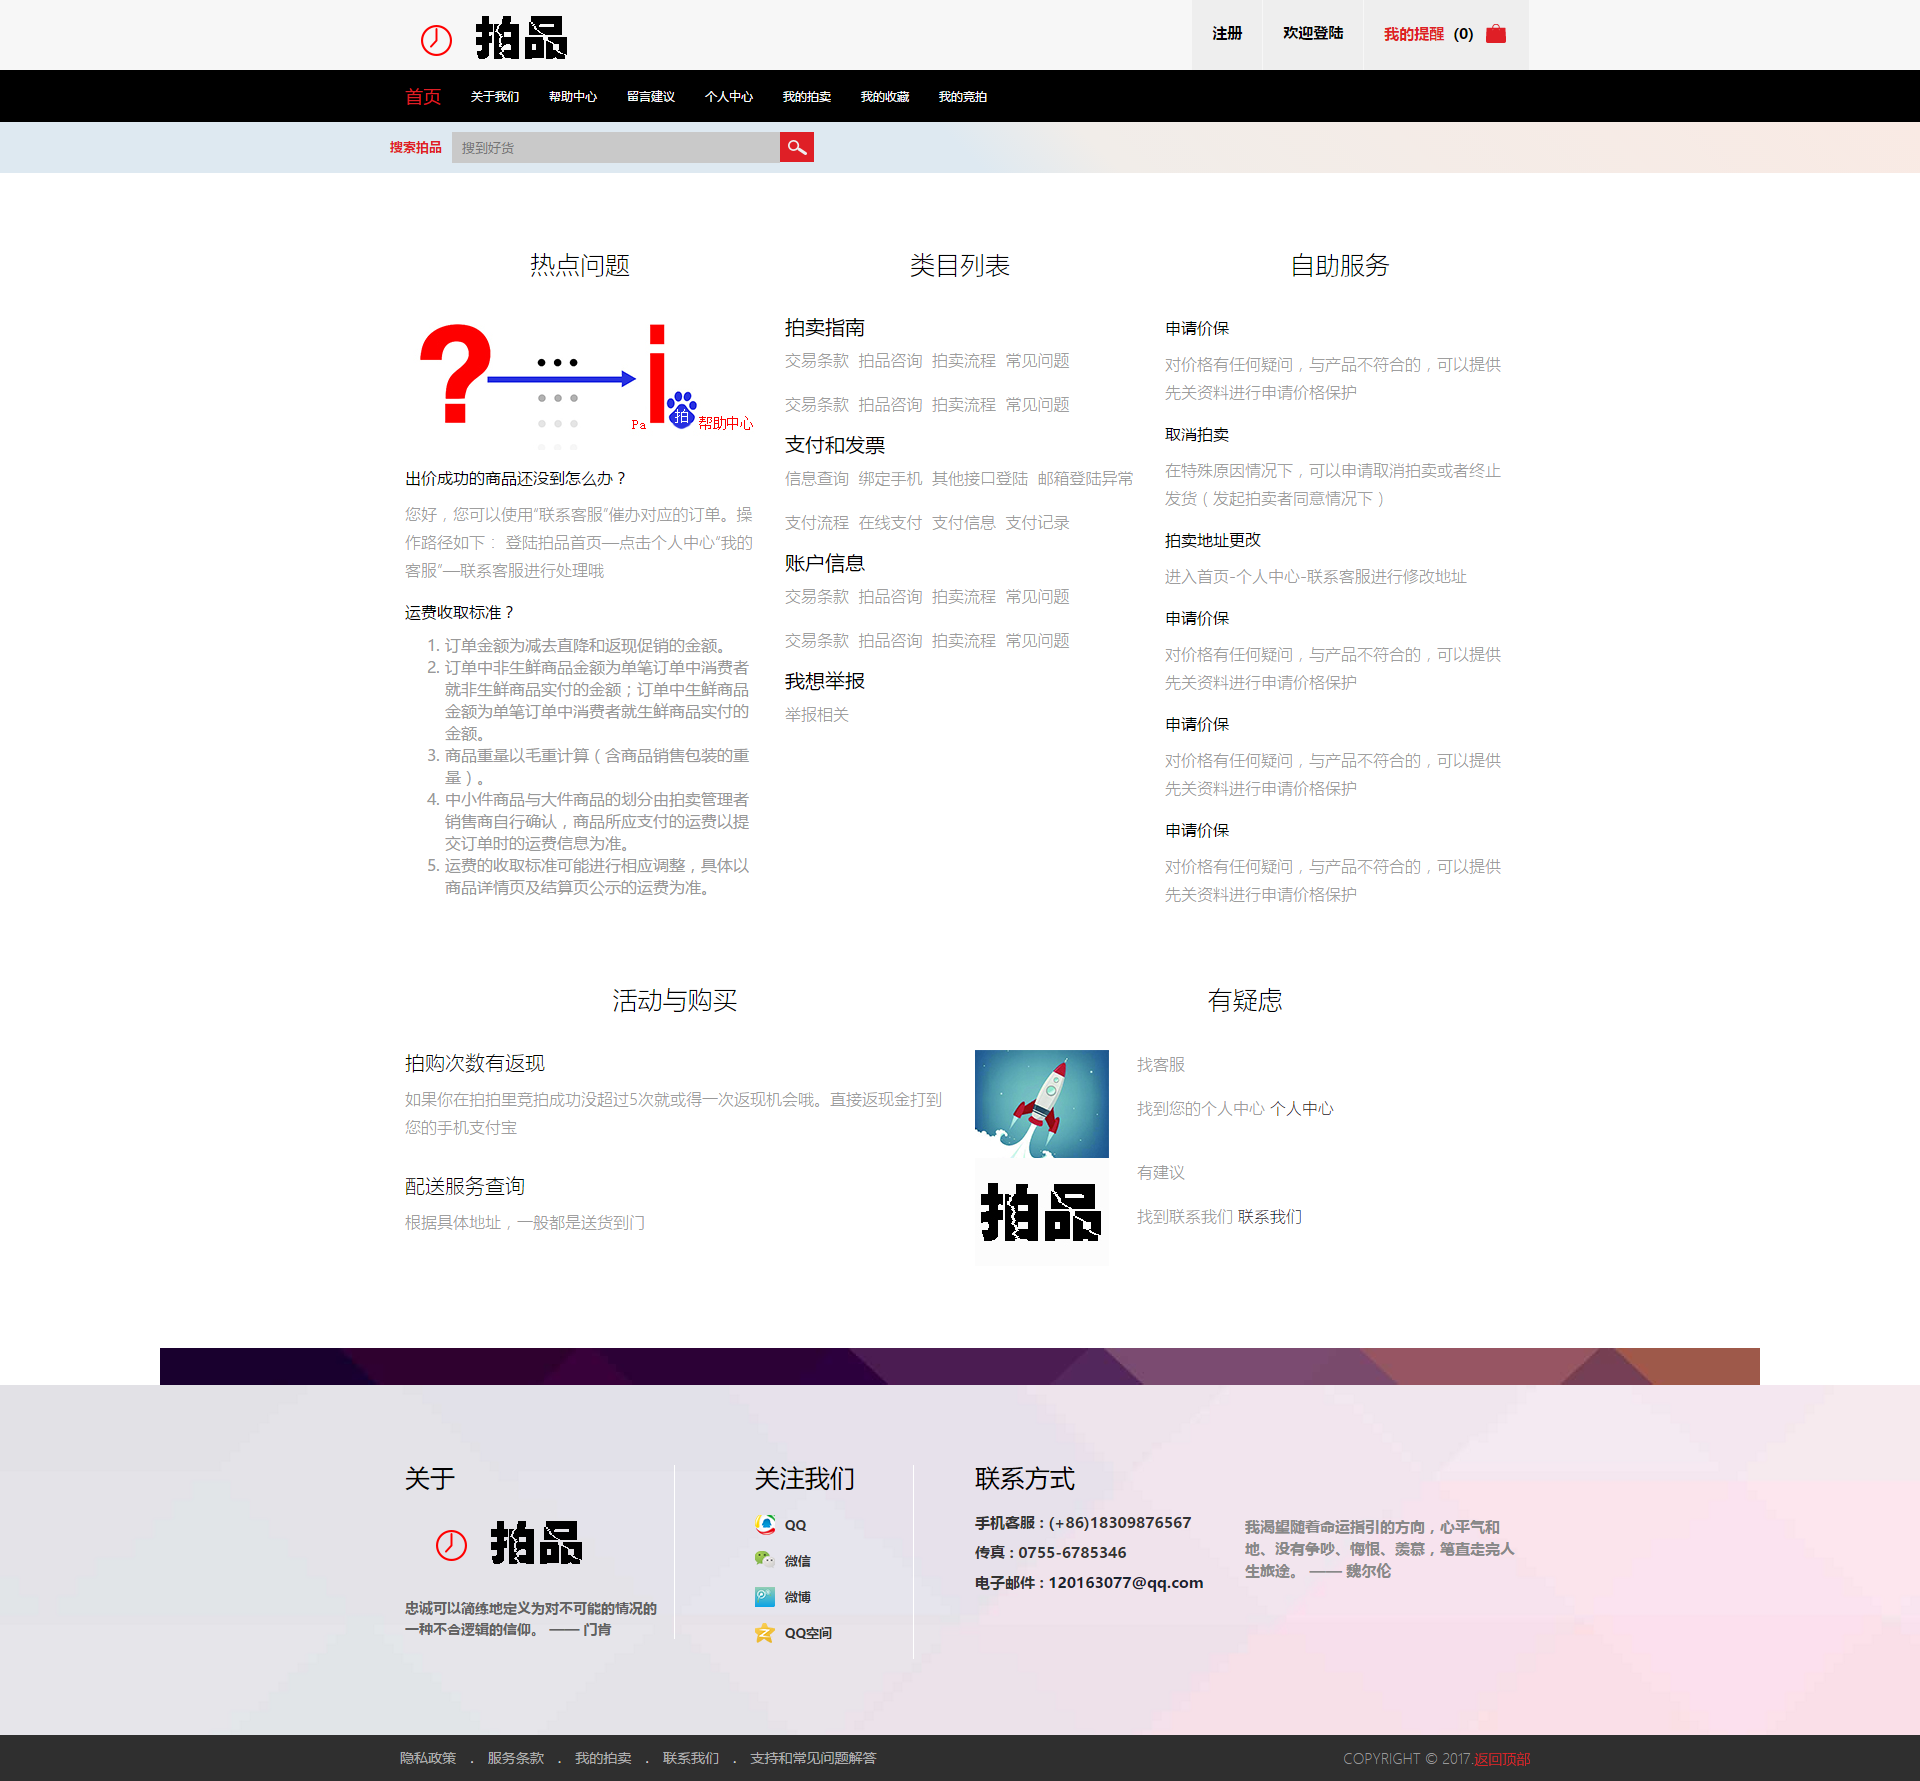 拍品
注册 欢迎登陆 我的提醒 (0)
首页 关于我们 帮助中心 留言建议 个人中心 我的拍卖 我的收藏 我的竞拍
搜索拍品 搜到好货
热点问题
? ... i Pa 拍 帮助中心
出价成功的商品还没到怎么办？
您好，您可以使用“联系客服”催办对应的订单。操
作路径如下： 登陆拍品首页—点击个人中心“我的
客服”—联系客服进行处理哦
运费收取标准？
1. 订单金额为减去直降和返现促销的金额。
2. 订单中非生鲜商品金额为单笔订单中消费者
就非生鲜商品实付的金额；订单中生鲜商品
金额为单笔订单中消费者就生鲜商品实付的
金额。
3. 商品重量以毛重计算（含商品销售包装的重
量）。
4. 中小件商品与大件商品的划分由拍卖管理者
销售商自行确认，商品所应支付的运费以提
交订单时的运费信息为准。
5. 运费的收取标准可能进行相应调整，具体以
商品详情页及结算页公示的运费为准。
类目列表
拍卖指南
交易条款 拍品咨询 拍卖流程 常见问题
交易条款 拍品咨询 拍卖流程 常见问题
支付和发票
信息查询 绑定手机 其他接口登陆 邮箱登陆异常
支付流程 在线支付 支付信息 支付记录
账户信息
交易条款 拍品咨询 拍卖流程 常见问题
交易条款 拍品咨询 拍卖流程 常见问题
我想举报
举报相关
自助服务
申请价保
对价格有任何疑问，与产品不符合的，可以提供
先关资料进行申请价格保护
取消拍卖
在特殊原因情况下，可以申请取消拍卖或者终止
发货（发起拍卖者同意情况下）
拍卖地址更改
进入首页-个人中心-联系客服进行修改地址
申请价保
对价格有任何疑问，与产品不符合的，可以提供
先关资料进行申请价格保护
申请价保
对价格有任何疑问，与产品不符合的，可以提供
先关资料进行申请价格保护
申请价保
对价格有任何疑问，与产品不符合的，可以提供
先关资料进行申请价格保护
活动与购买
拍购次数有返现
如果你在拍拍里竞拍成功没超过5次就或得一次返现机会哦。直接返现金打到
您的手机支付宝
配送服务查询
根据具体地址，一般都是送货到门
有疑虑
找客服
找到您的个人中心 个人中心
拍品
有建议
找到联系我们 联系我们
关于
拍品
忠诚可以简练地定义为对不可能的情况的
一种不合逻辑的信仰。 —— 门肯
关注我们
QQ
微信
微博
QQ空间
联系方式
手机客服：(+86)18309876567
传真：0755-6785346
电子邮件：120163077@qq.com
我渴望随着命运指引的方向，心平气和
地、没有争吵、悔恨、羡慕，笔直走完人
生旅途。 —— 魏尔伦
隐私政策 . 服务条款 . 我的拍卖 . 联系我们 . 支持和常见问题解答
COPYRIGHT © 2017.返回顶部